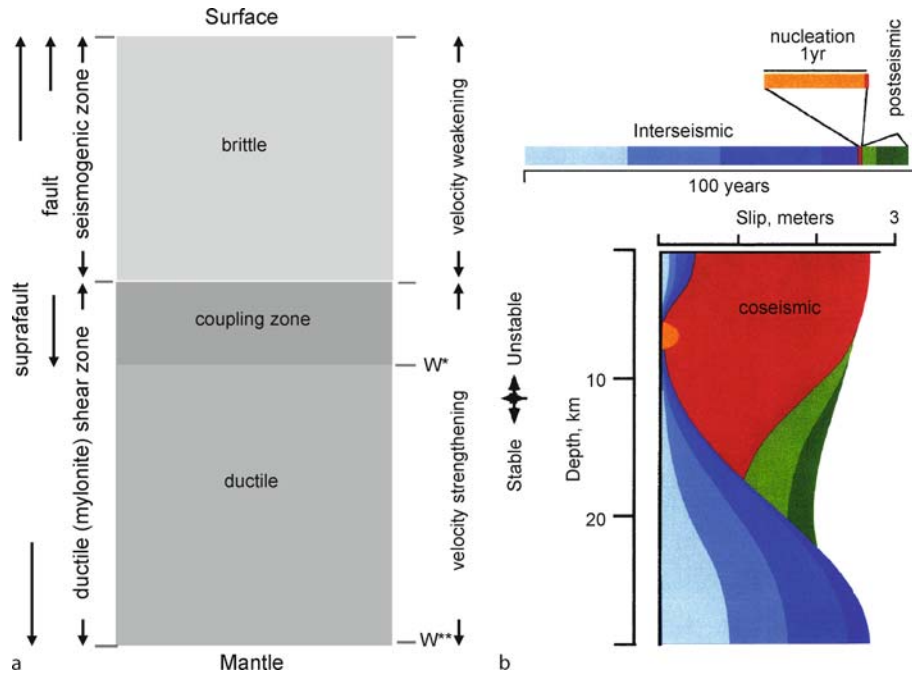 Surface
suprafault
fault
seismogenic zone
ductile (mylonite) shear zone
brittle
coupling zone
ductile
velocity weakening
velocity strengthening
W*
W**
Mantle
a
nucleation
1yr
postseismic
Interseismic
100 years
Slip, meters
3
coseismic
Unstable
Stable
Depth, km
10
20
b